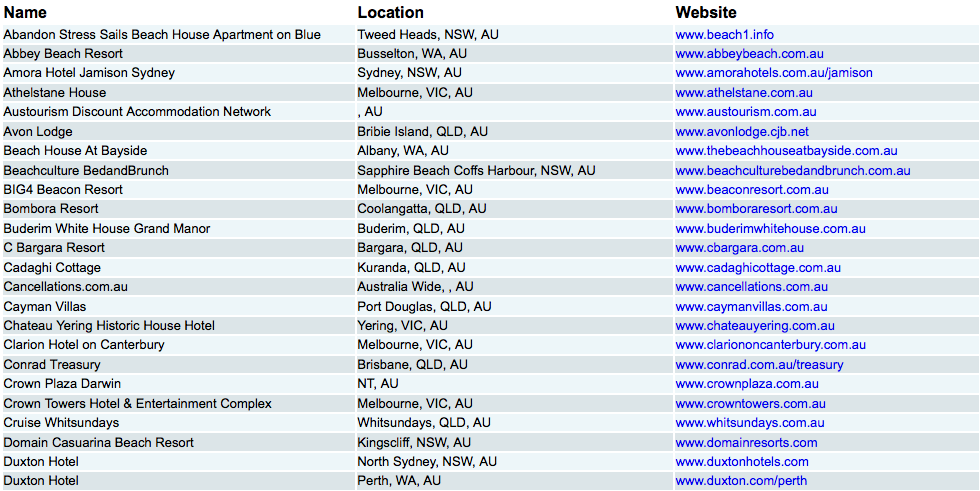 Name Location Website
Abandon Stress Sails Beach House Apartment on Blue Tweed Heads, NSW, AU www.beach1.info
Abbey Beach Resort Busselton, WA, AU www.abbeybeach.com.au
Amora Hotel Jamison Sydney Sydney, NSW, AU www.amorahotels.com.au/jamison
Athelstane House Melbourne, VIC, AU www.athelstane.com.au
Austourism Discount Accommodation Network , AU www.austourism.com.au
Avon Lodge Bribie Island, QLD, AU www.avonlodge.cjb.net
Beach House At Bayside Albany, WA, AU www.thebeachhouseatbayside.com.au
Beachculture BedandBrunch Sapphire Beach Coffs Harbour, NSW, AU www.beachculturebedandbrunch.com.au
BIG4 Beacon Resort Melbourne, VIC, AU www.beaconresort.com.au
Bombora Resort Coolangatta, QLD, AU www.bomboraresort.com.au
Buderim White House Grand Manor Buderim, QLD, AU www.buderimwhitehouse.com.au
C Bargara Resort Bargara, QLD, AU www.cbargara.com.au
Cadaghi Cottage Kuranda, QLD, AU www.cadaghicottage.com.au
Cancellations.com.au Australia Wide, , AU www.cancellations.com.au
Cayman Villas Port Douglas, QLD, AU www.caymanvillas.com.au
Chateau Yering Historic House Hotel Yering, VIC, AU www.chateauyering.com.au
Clarion Hotel on Canterbury Melbourne, VIC, AU www.clariononcanterbury.com.au
Conrad Treasury Brisbane, QLD, AU www.conrad.com.au/treasury
Crown Plaza Darwin NT, AU www.crownplaza.com.au
Crown Towers Hotel & Entertainment Complex Melbourne, VIC, AU www.crowntowers.com.au
Cruise Whitsundays Whitsundays, QLD, AU www.whitsundays.com.au
Domain Casuarina Beach Resort Kingscliff, NSW, AU www.domainresorts.com
Duxton Hotel North Sydney, NSW, AU www.duxtonhotels.com
Duxton Hotel Perth, WA, AU www.duxton.com/perth